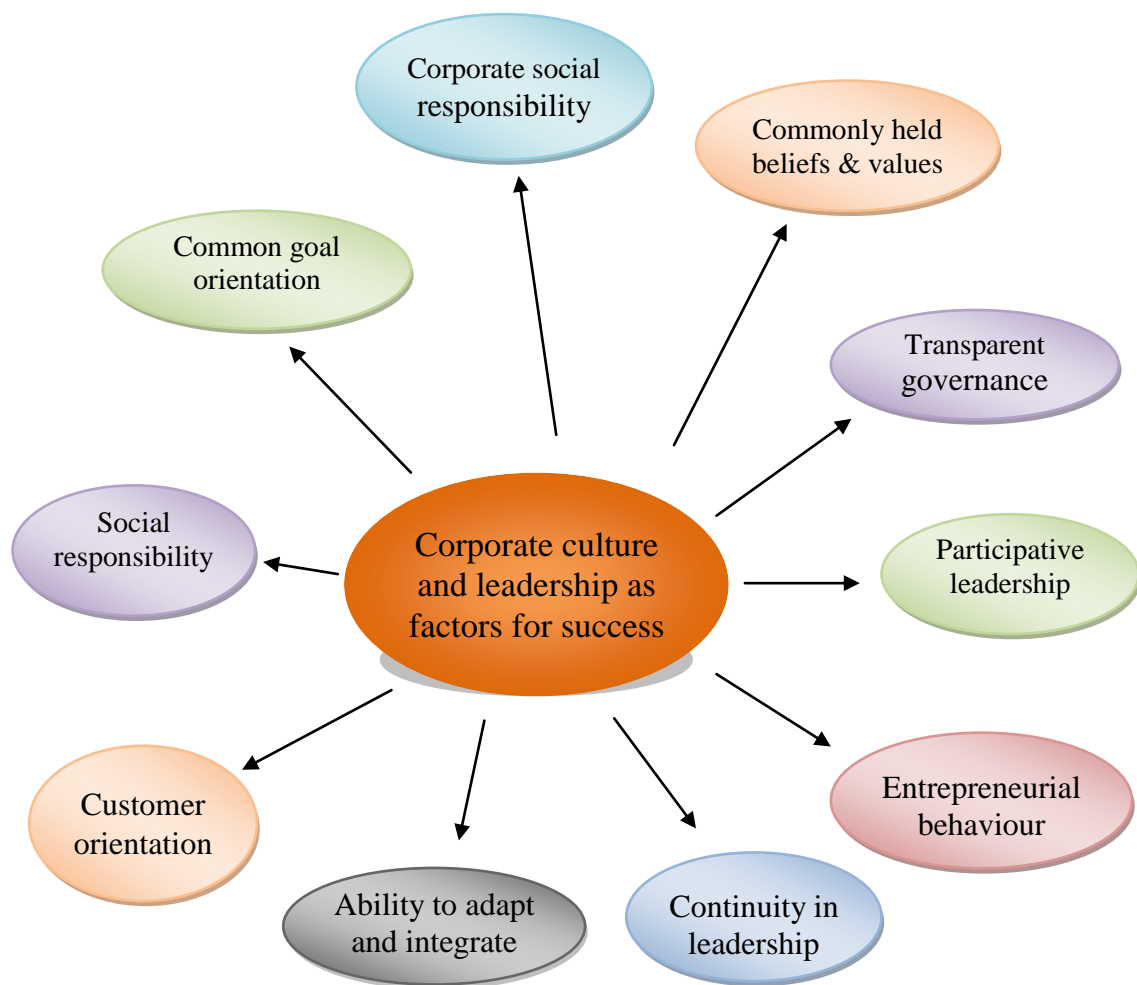 Corporate social
responsibility
Commonly held
beliefs & values
Common goal
orientation
Transparent
governance
Social
responsibility
Corporate culture
and leadership as
factors for success
Participative
leadership
Customer
orientation
Entrepreneurial
behaviour
Ability to adapt
and integrate
Continuity in
leadership